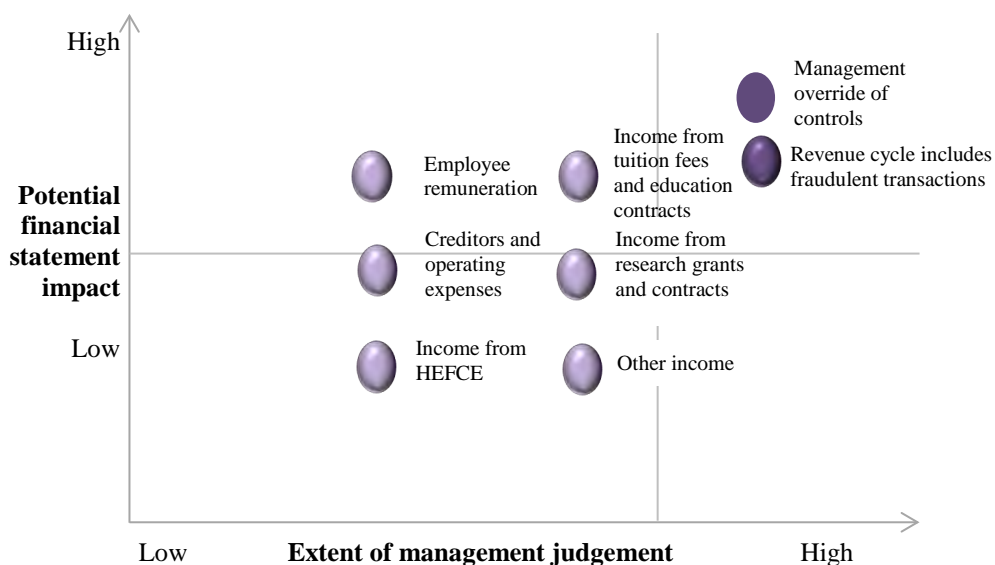 High
Management
override of
controls
Income from
tuition fees
and education
contracts
Employee
remuneration
Revenue cycle includes
fraudulent transactions
Potential
financial
statement
impact
Creditors and
operating
expenses
Income from
research grants
and contracts
Low
Income from
HEFCE
Other income
Low
Extent of management judgement
High